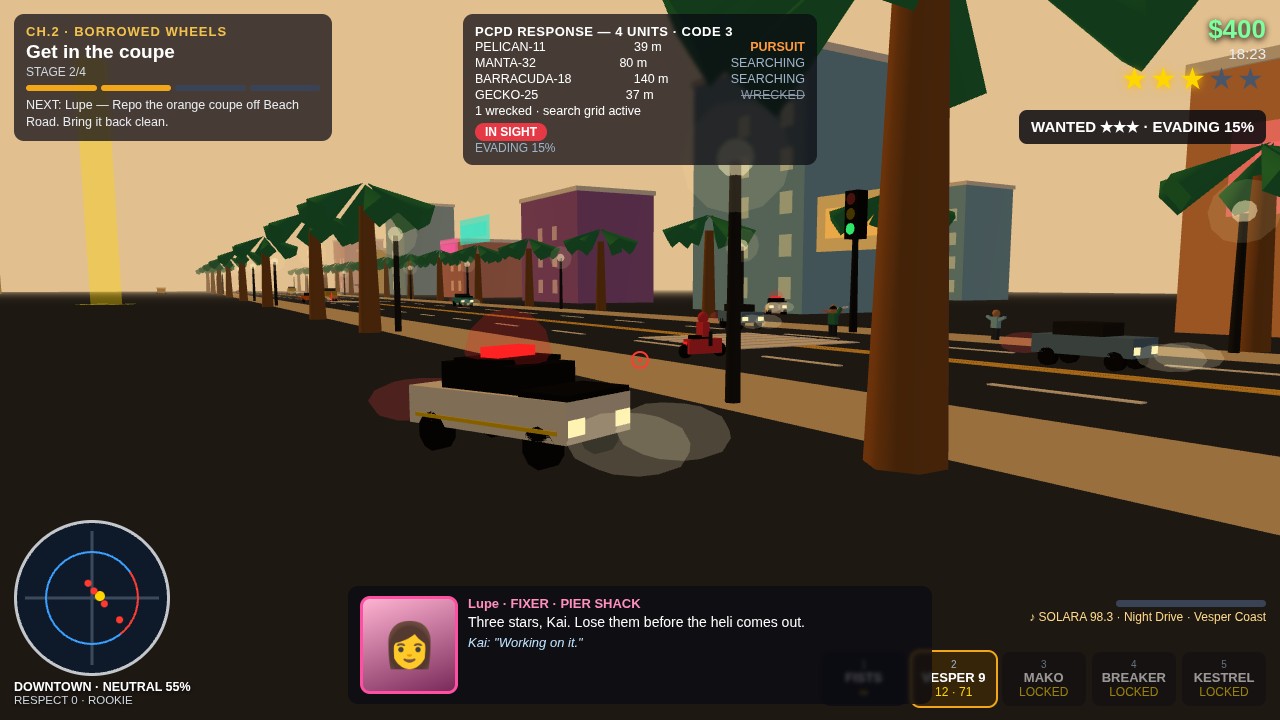 CH.2 · BORROWED WHEELS
Get in the coupe
STAGE 2/4
NEXT: Lupe — Repo the orange coupe off Beach
Road. Bring it back clean.
PCPD RESPONSE — 4 UNITS · CODE 3
PELICAN-11 39 m PURSUIT
MANTA-32 80 m SEARCHING
BARRACUDA-18 140 m SEARCHING
GECKO-25 37 m WRECKED
1 wrecked · search grid active
IN SIGHT
EVADING 15%
$400
18:23
★★★★★
WANTED ★★★ · EVADING 15%
DOWNTOWN · NEUTRAL 55%
RESPECT 0 · ROOKIE
Lupe · FIXER · PIER SHACK
Three stars, Kai. Lose them before the heli comes out.
Kai: "Working on it."
♪ SOLARA 98.3 · Night Drive · Vesper Coast
1
FISTS
2
VESPER 9
12 · 71
3
MAKO
LOCKED
4
BREAKER
LOCKED
5
KESTREL
LOCKED